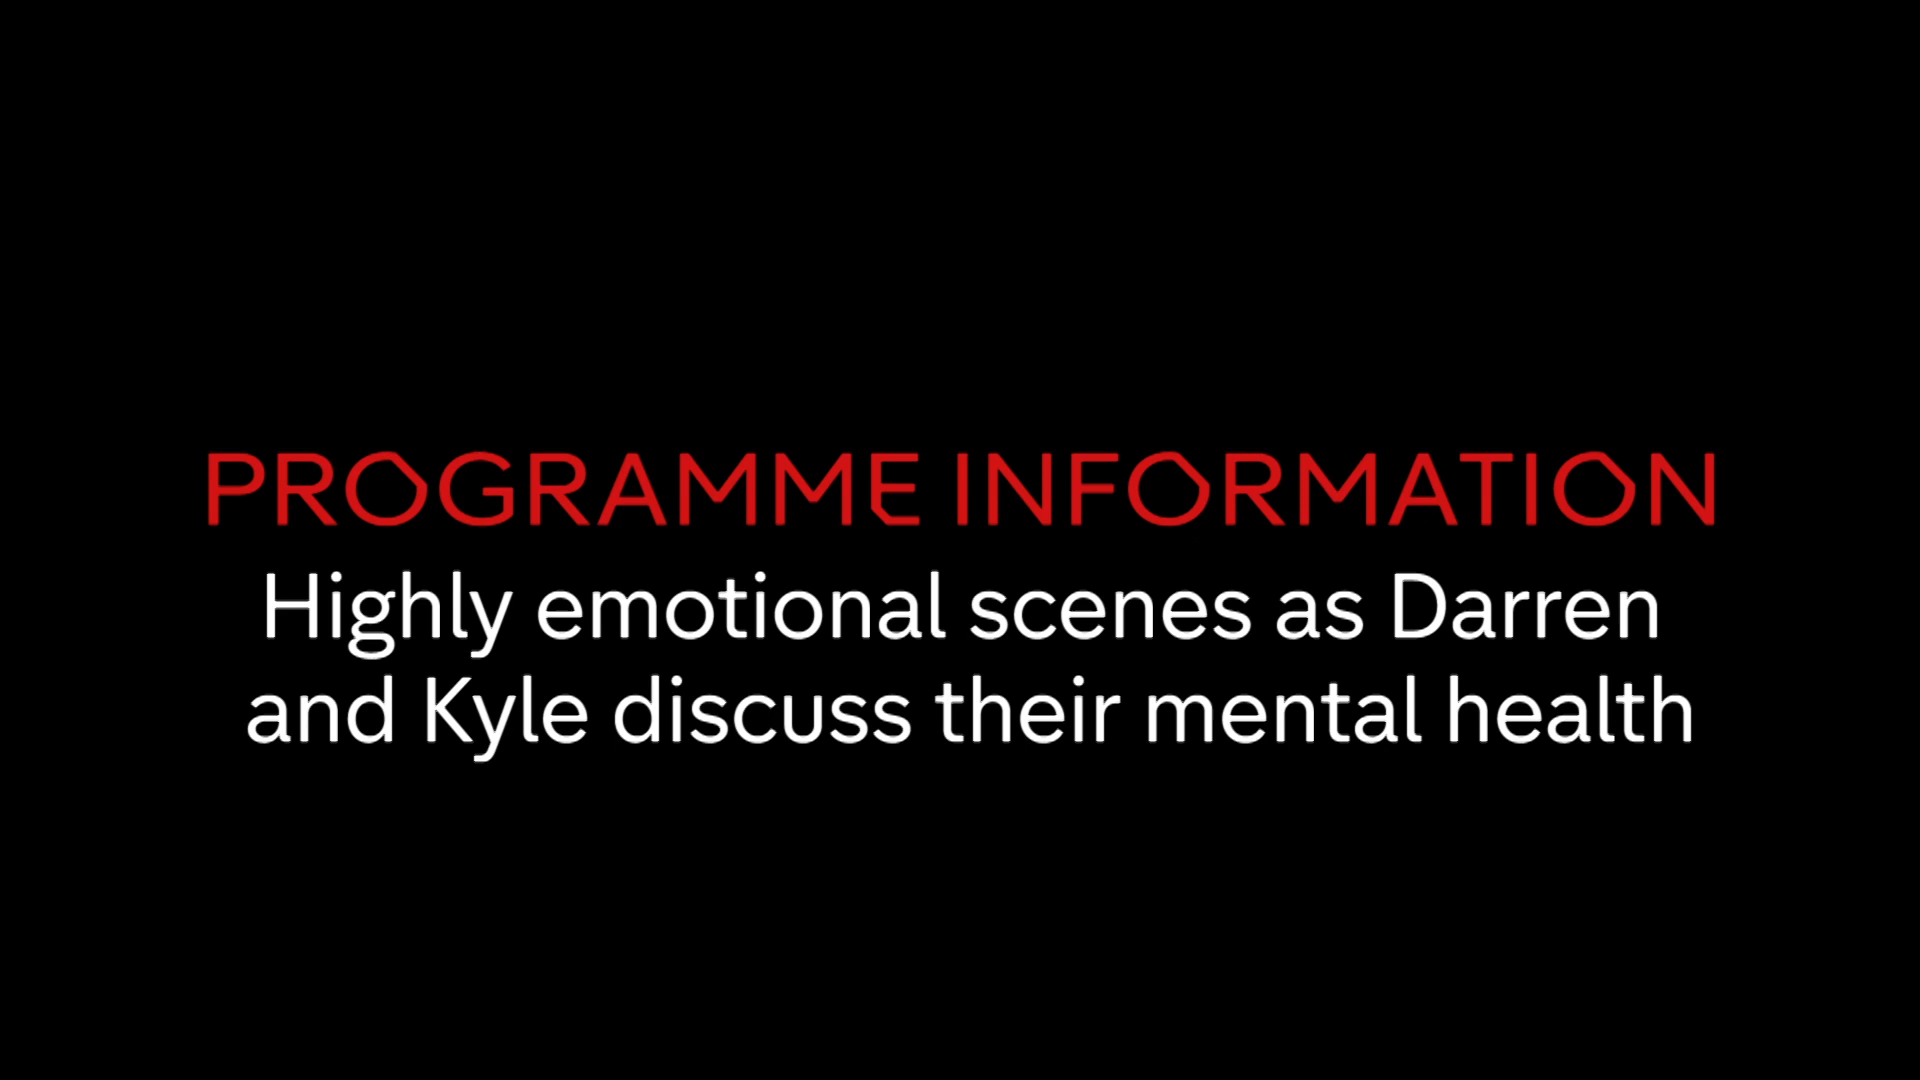 PROGRAMME INFORMATION
Highly emotional scenes as Darren
and Kyle discuss their mental health